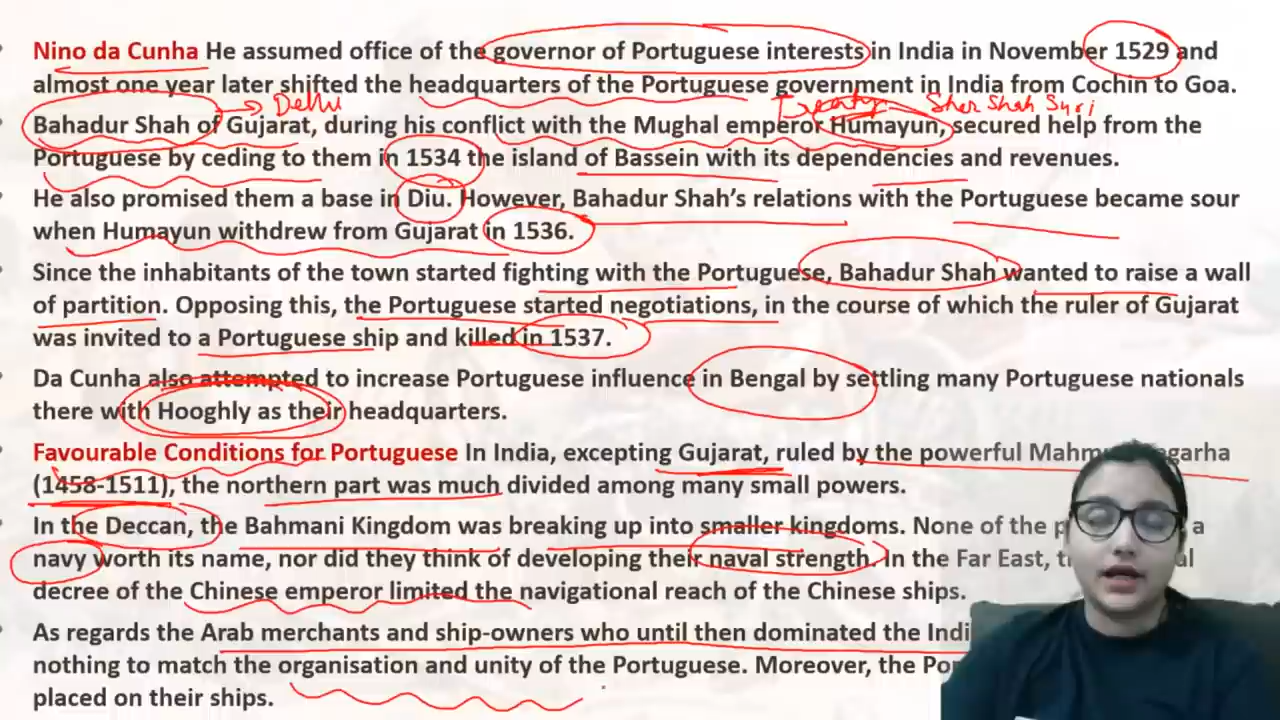 Nino da Cunha He assumed office of the governor of Portuguese interests in India in November 1529 and
almost one year later shifted the headquarters of the Portuguese government in India from Cochin to Goa.
Delhi Treaty Sher Shah Suri
Bahadur Shah of Gujarat, during his conflict with the Mughal emperor Humayun, secured help from the
Portuguese by ceding to them in 1534 the island of Bassein with its dependencies and revenues.
He also promised them a base in Diu. However, Bahadur Shah's relations with the Portuguese became sour
when Humayun withdrew from Gujarat in 1536.
Since the inhabitants of the town started fighting with the Portuguese, Bahadur Shah wanted to raise a wall
of partition. Opposing this, the Portuguese started negotiations, in the course of which the ruler of Gujarat
was invited to a Portuguese ship and killed in 1537.
Da Cunha also attempted to increase Portuguese influence in Bengal by settling many Portuguese nationals
there with Hooghly as their headquarters.
Favourable Conditions for Portuguese In India, excepting Gujarat, ruled by the powerful
(1458-1511), the northern part was much divided among many small powers.
In the Deccan, the Bahmani Kingdom was breaking up into smaller kingdoms. None of the a
navy worth its name, nor did they think of developing their naval strength. In the Far East,
decree of the Chinese emperor limited the navigational reach of the Chinese ships.
As regards the Arab merchants and ship-owners who until then dominated the
nothing to match the organisation and unity of the Portuguese. Moreover, the
placed on their ships.